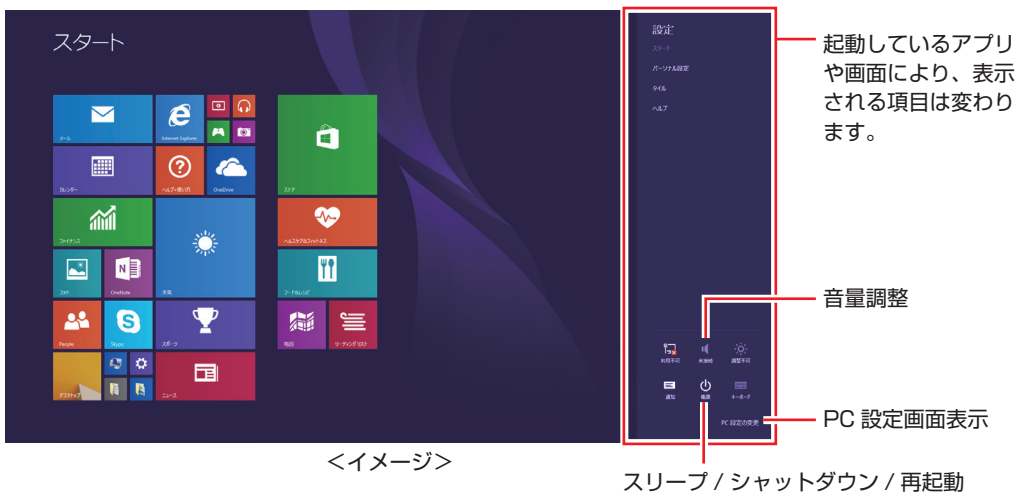 スタート
メール
Internet Explorer
カレンダー
ヘルプ+使い方
OneDrive
ストア
ファイナンス
天気
ヘルスケア&フィットネス
フォト
OneNote
フード&レシピ
People
Skype
スポーツ
地図
リーディングリスト
デスクトップ
ニュース
設定
スタート
パーソナル設定
タイル
ヘルプ
利用不可
未接続
調整不可
通知
電源
キーボード
PC 設定の変更
起動しているアプリ
や画面により、表示
される項目は変わり
ます。
音量調整
PC 設定画面表示
スリープ / シャットダウン / 再起動
<イメージ>